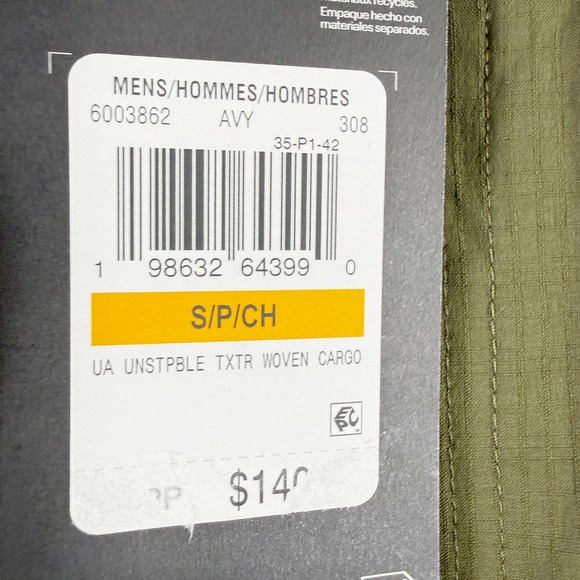 Empaque hecho con
materiales separados.
MENS/HOMMES/HOMBRES
6003862 AVY 308
35-P1-42
1 98632 64399 0
S/P/CH
UA UNSTPBLE TXTR WOVEN CARGO
EPC